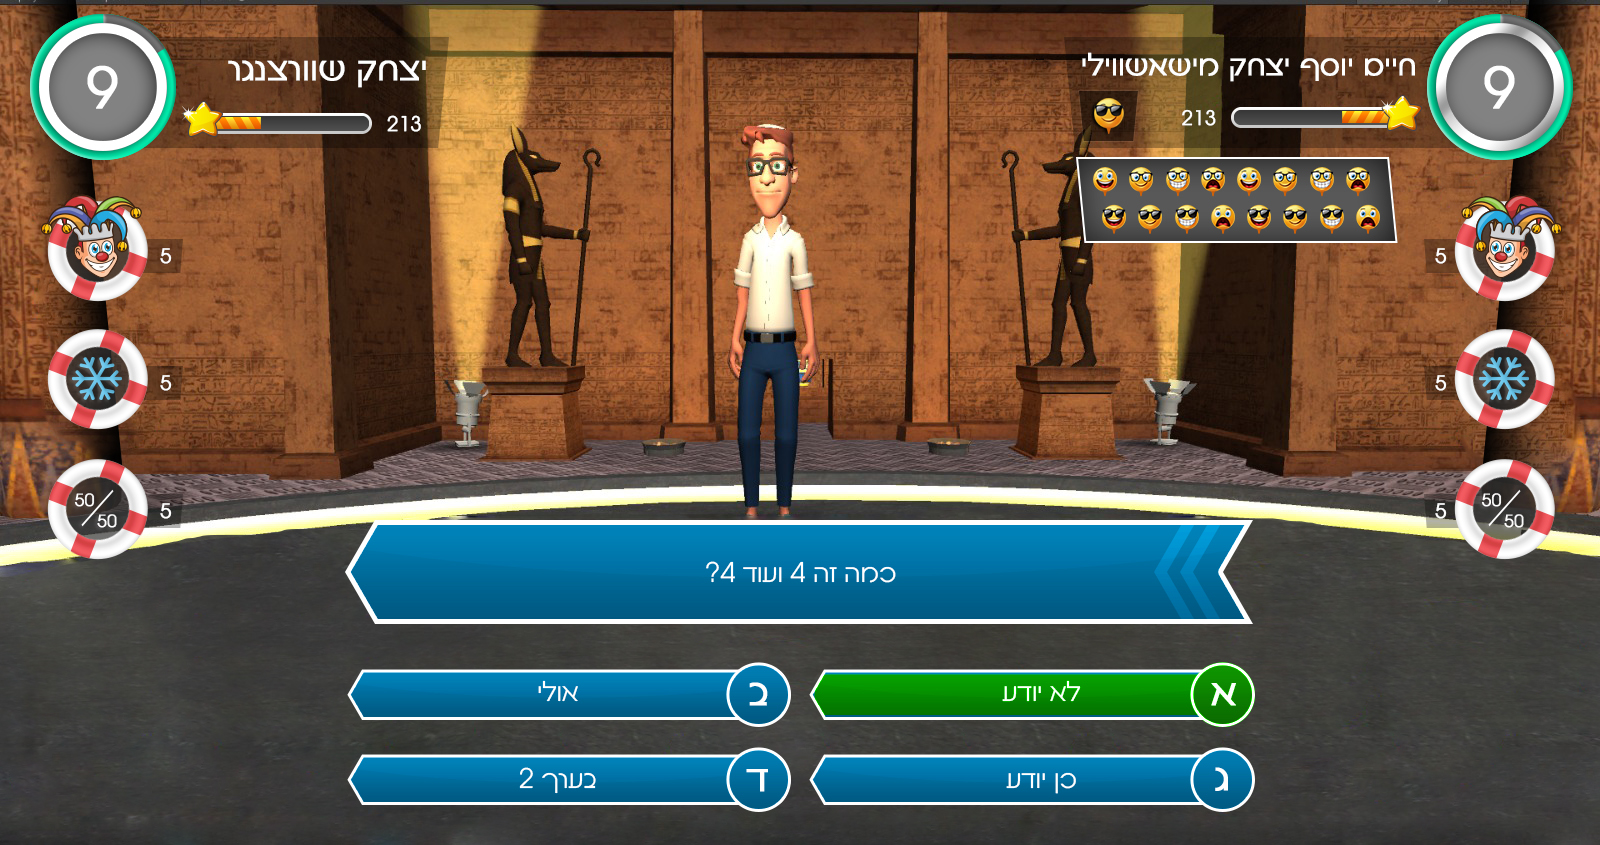 חיים יוסף יצחק מישאשווילי
9
213
יצחק שוורצנגר
9
213
5
5
5
5
50/50
5
50/50
5
כמה זה 4 ועוד 4?
א
לא יודע
ב
אולי
ג
כן יודע
ד
בערך 2